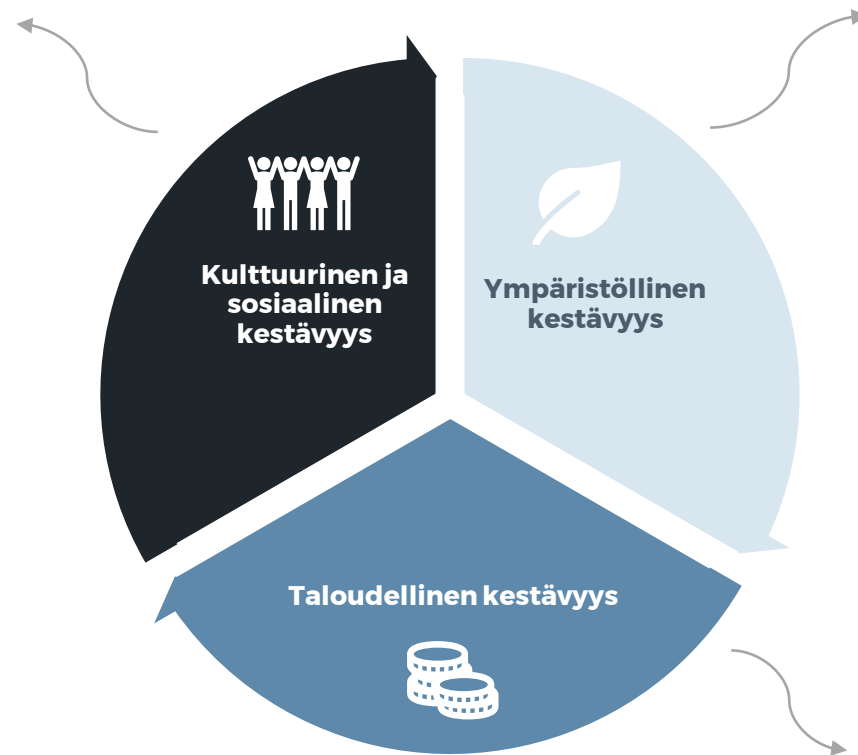 Kulttuurinen ja
sosiaalinen
kestävyys
Ympäristöllinen
kestävyys
Taloudellinen kestävyys